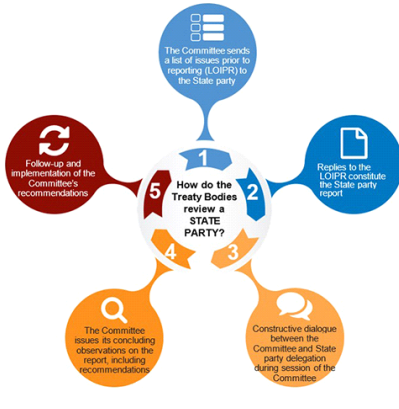 The Committee sends
a list of issues prior
to reporting (LOIPR) to
the State party
1
Replies to the
LOIPR constitute
the State party
report
2
Constructive dialogue
between the
Committee and State
party delegation
during session of the
Committee
3
The Committee
issues its concluding
observations on the
report, including
recommendations
4
Follow-up and
implementation of the
Committee's
recommendations
5
How do the
Treaty Bodies
review a
STATE
PARTY?